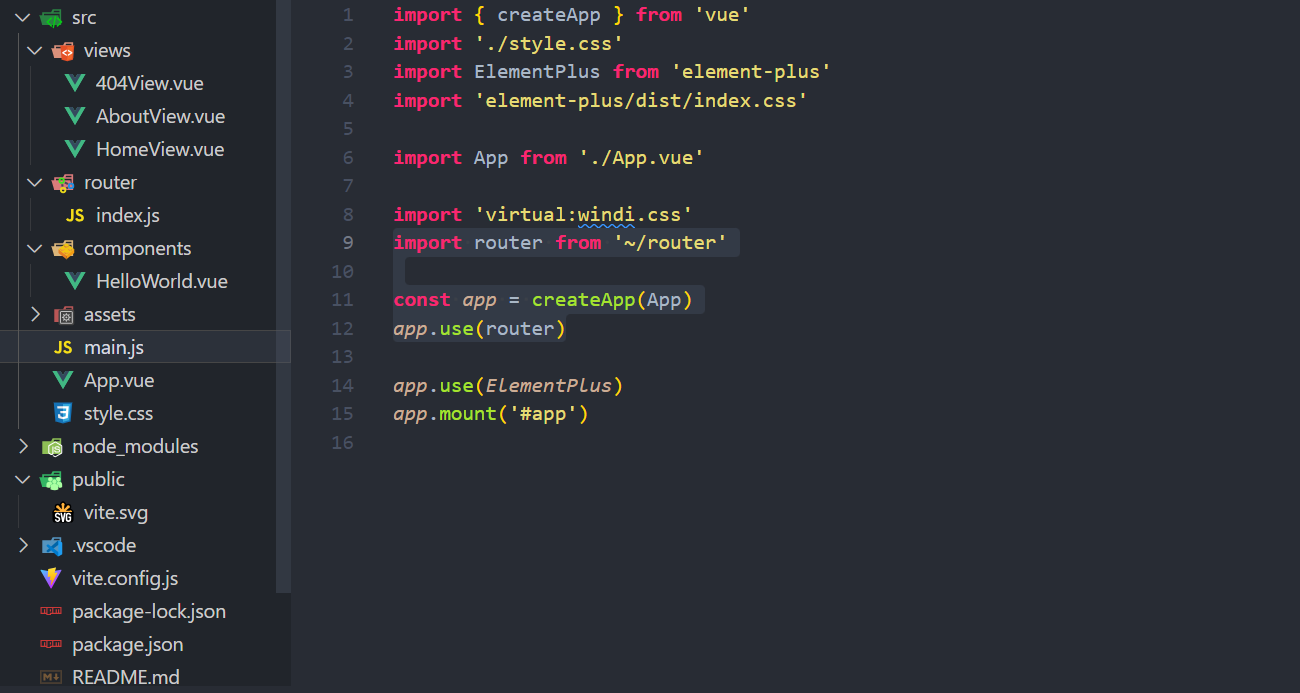 src
views
404View.vue
AboutView.vue
HomeView.vue
router
JS index.js
components
HelloWorld.vue
assets
JS main.js
App.vue
3 style.css
node_modules
public
SVG vite.svg
.vscode
vite.config.js
package-lock.json
package.json
README.md
1 import { createApp } from 'vue'
2 import './style.css'
3 import ElementPlus from 'element-plus'
4 import 'element-plus/dist/index.css'
5
6 import App from './App.vue'
7
8 import 'virtual:windi.css'
9 import router from '~/router'
10
11 const app = createApp(App)
12 app.use(router)
13
14 app.use(ElementPlus)
15 app.mount('#app')
16